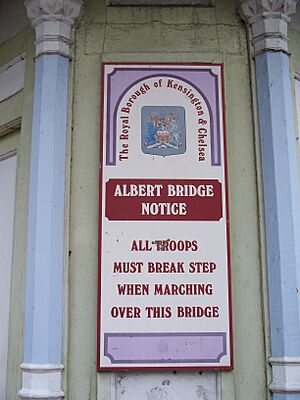 The Royal Borough of Kensington & Chelsea
ALBERT BRIDGE
NOTICE
ALL TROOPS
MUST BREAK STEP
WHEN MARCHING
OVER THIS BRIDGE